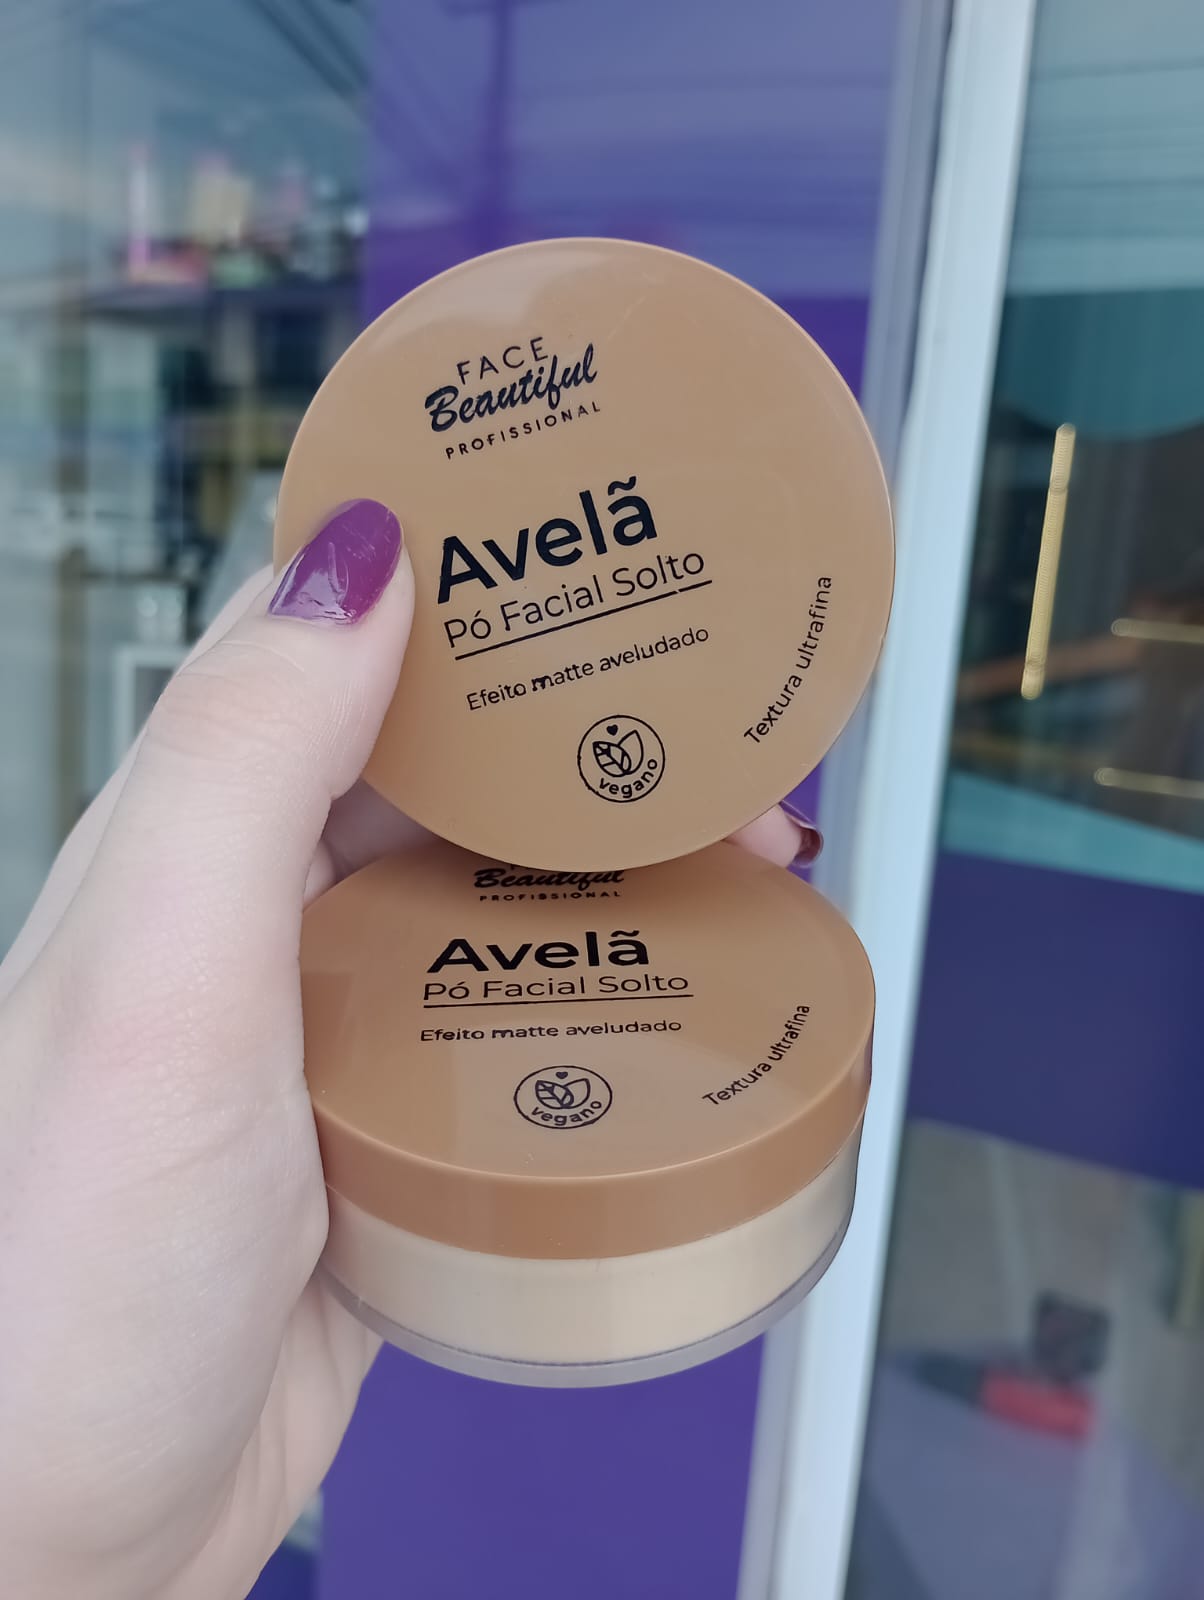 FACE
Beautiful
PROFISSIONAL
Avelã
Pó Facial Solto
Efeito matte aveludado
Textura ultrafina
vegano
Beautiful
PROFISSIONAL
Avelã
Pó Facial Solto
Efeito matte aveludado
Textura ultrafina
vegano